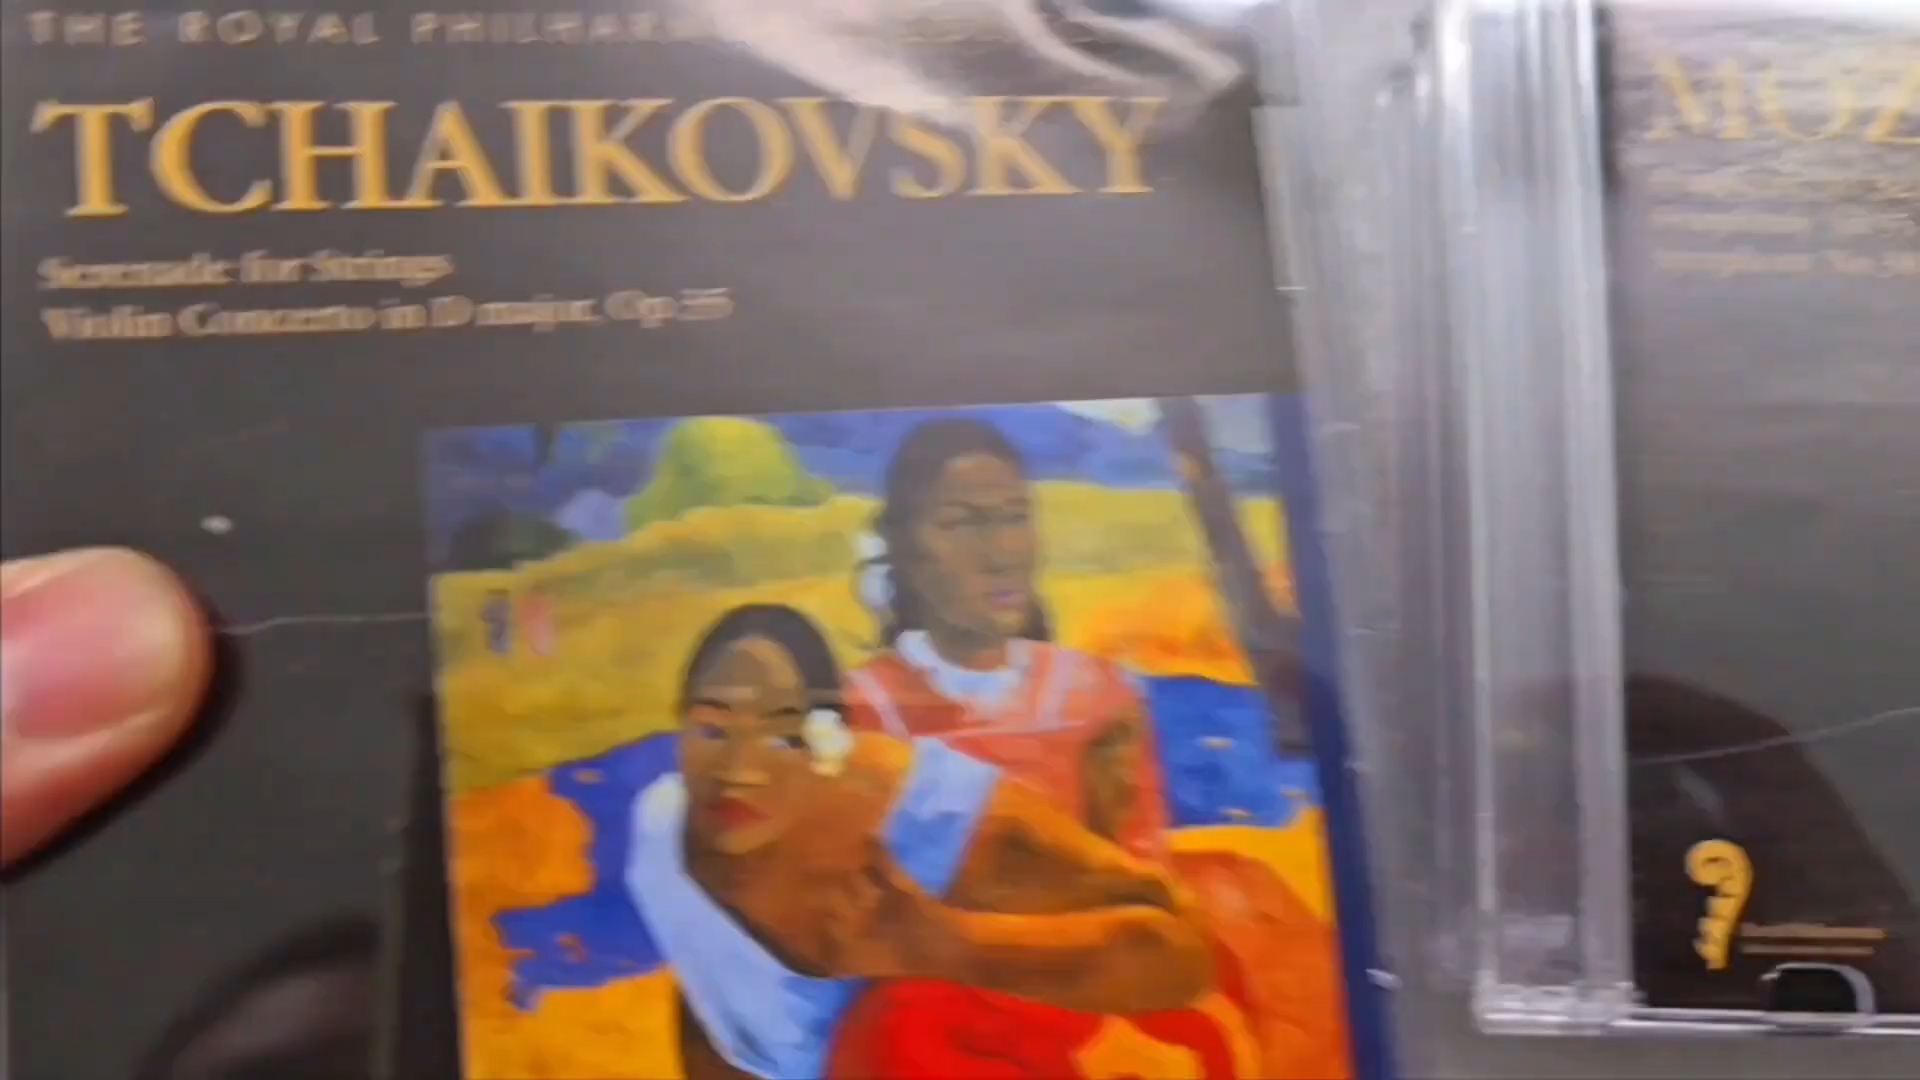 THE ROYAL PHILHAR
TCHAIKOVSKY
Serenade for Strings
Violin Concerto in D major, Op 35
MOZ